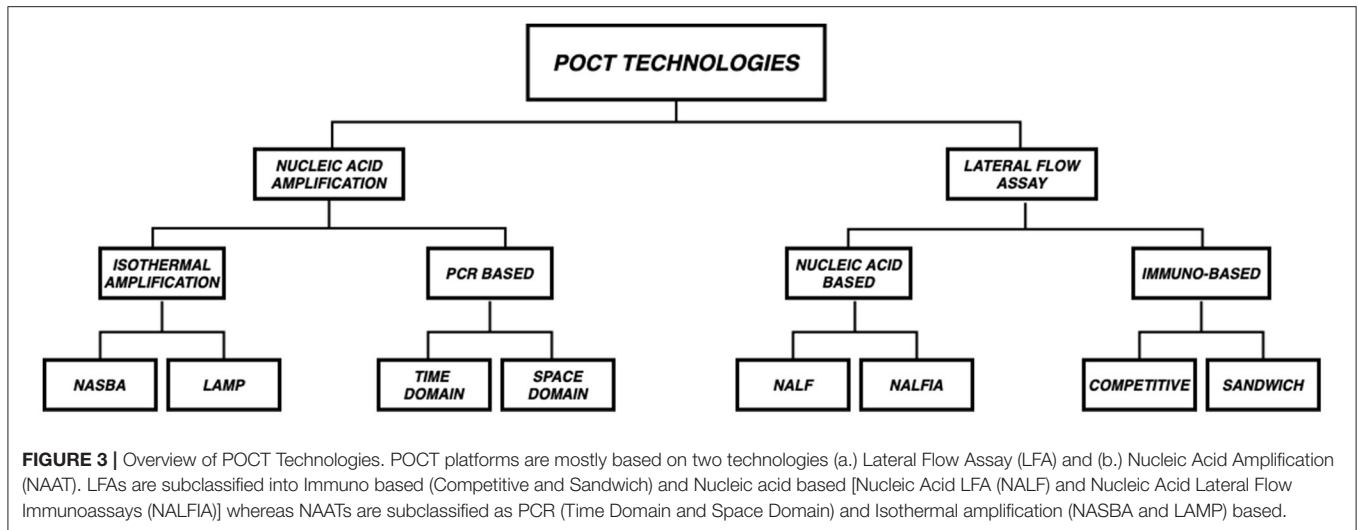 POCT TECHNOLOGIES
NUCLEIC ACID
AMPLIFICATION
LATERAL FLOW
ASSAY
ISOTHERMAL
AMPLIFICATION
PCR BASED
NUCLEIC ACID
BASED
IMMUNO-BASED
NASBA
LAMP
TIME
DOMAIN
SPACE
DOMAIN
NALF
NALFIA
COMPETITIVE
SANDWICH
FIGURE 3 | Overview of POCT Technologies. POCT platforms are mostly based on two technologies (a.) Lateral Flow Assay (LFA) and (b.) Nucleic Acid Amplification
(NAAT). LFAs are subclassified into Immuno based (Competitive and Sandwich) and Nucleic acid based [Nucleic Acid LFA (NALF) and Nucleic Acid Lateral Flow
Immunoassays (NALFIA)] whereas NAATs are subclassified as PCR (Time Domain and Space Domain) and Isothermal amplification (NASBA and LAMP) based.